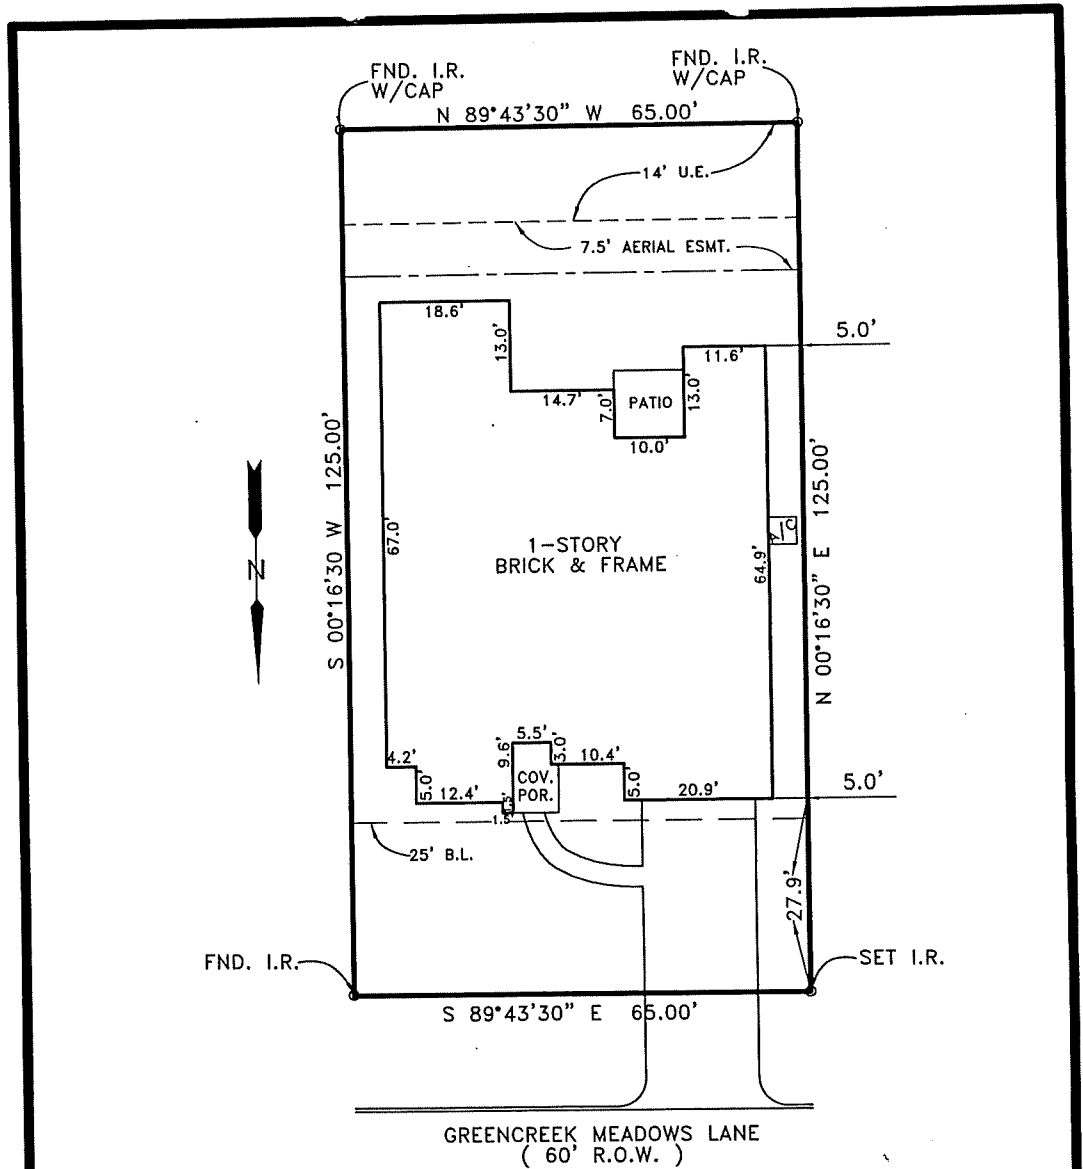 FND. I.R.
W/CAP
FND. I.R.
W/CAP
N 89°43'30" W 65.00'
14' U.E.
7.5' AERIAL ESMT.
18.6'
13.0'
11.6'
5.0'
14.7'
7.0'
PATIO
13.0'
10.0'
S 00°16'30 W 125.00'
N 00°16'30" E 125.00'
67.0'
N
1-STORY
BRICK & FRAME
A/C
64.9'
4.2'
5.0'
12.4'
9.6'
5.5'
3.0'
10.4'
COV.
POR.
5.0'
20.9'
5.0'
1.5'
1.5'
25' B.L.
27.9'
FND. I.R.
SET I.R.
S 89°43'30" E 65.00'
GREENCREEK MEADOWS LANE
( 60' R.O.W. )